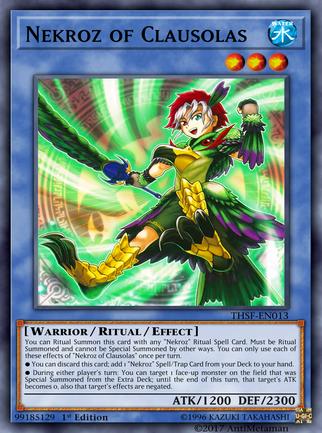 NEKROZ OF CLAUSOLAS
WATER
水
THSF-EN013
[WARRIOR / RITUAL / EFFECT]
You can Ritual Summon this card with any "Nekroz" Ritual Spell Card. Must be Ritual
Summoned and cannot be Special Summoned by other ways. You can only use each of
these effects of "Nekroz of Clausolas" once per turn.
● You can discard this card; add 1 "Nekroz" Spell/Trap Card from your Deck to your hand.
● During either player's turn: You can target 1 face-up monster on the field that was
Special Summoned from the Extra Deck; until the end of this turn, that target's ATK
becomes 0, also that target's effects are negated.
ATK/1200 DEF/2300
99185129 1st Edition ©1996 KAZUKI TAKAHASHI
©2017 AntiMetaman